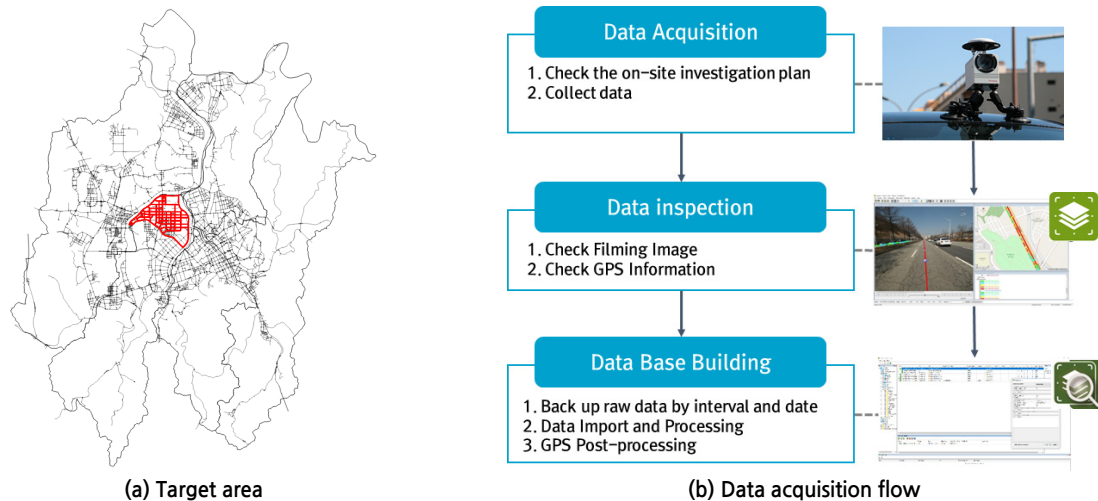 Data Acquisition
1. Check the on-site investigation plan
2. Collect data
Data inspection
1. Check Filming Image
2. Check GPS Information
Data Base Building
1. Back up raw data by interval and date
2. Data Import and Processing
3. GPS Post-processing
(a) Target area
(b) Data acquisition flow